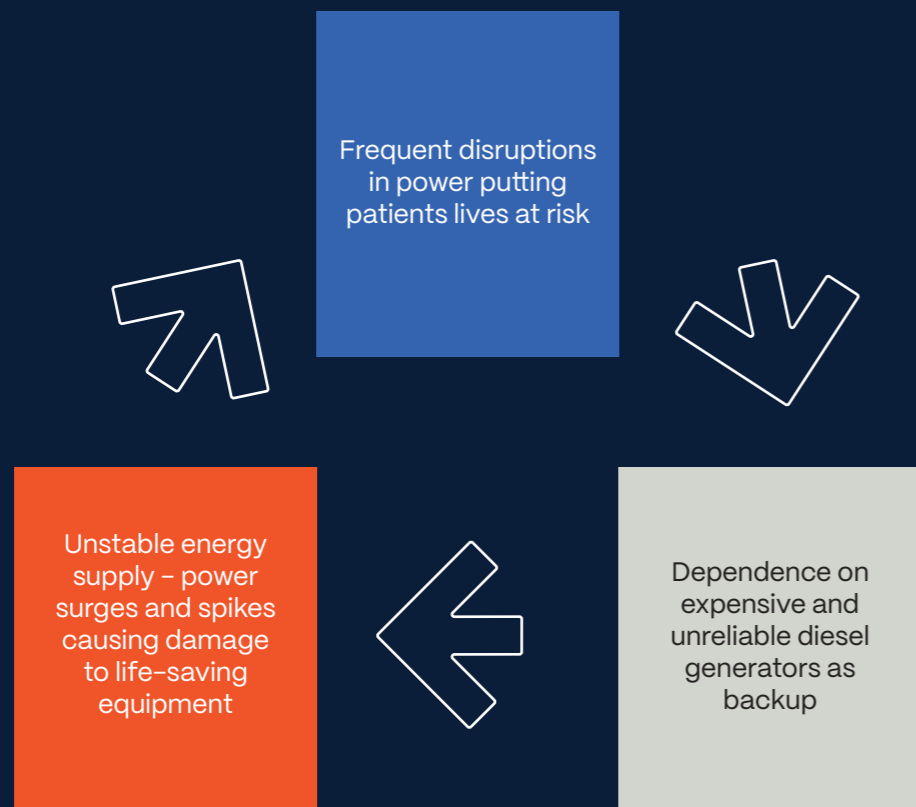 Frequent disruptions
in power putting
patients lives at risk
Unstable energy
supply – power
surges and spikes
causing damage
to life-saving
equipment
Dependence on
expensive and
unreliable diesel
generators as
backup